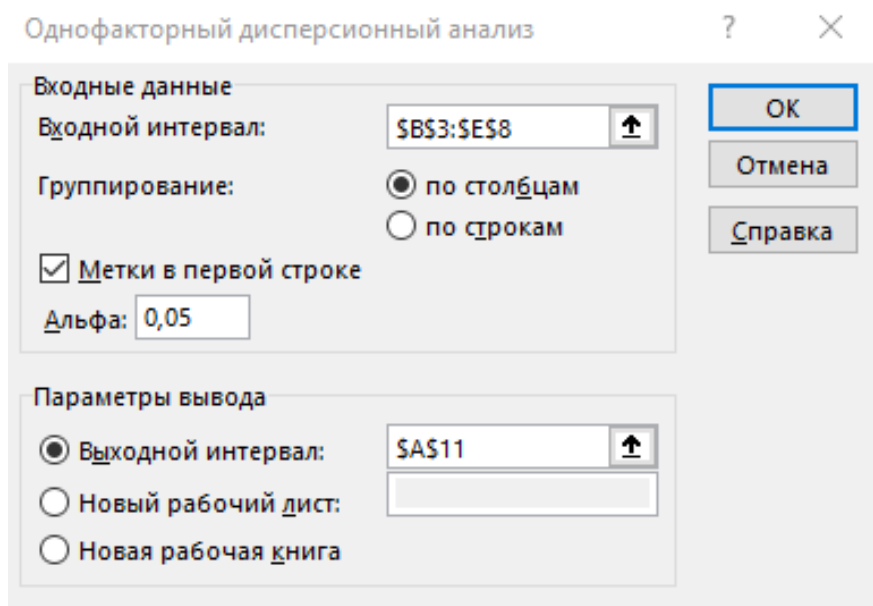 Однофакторный дисперсионный анализ ? ×
Входные данные
Входной интервал: $B$3:$E$8
Группирование: по столбцам
по строкам
Метки в первой строке
Альфа: 0,05
ОК
Отмена
Справка
Параметры вывода
Выходной интервал: $A$11
Новый рабочий лист:
Новая рабочая книга